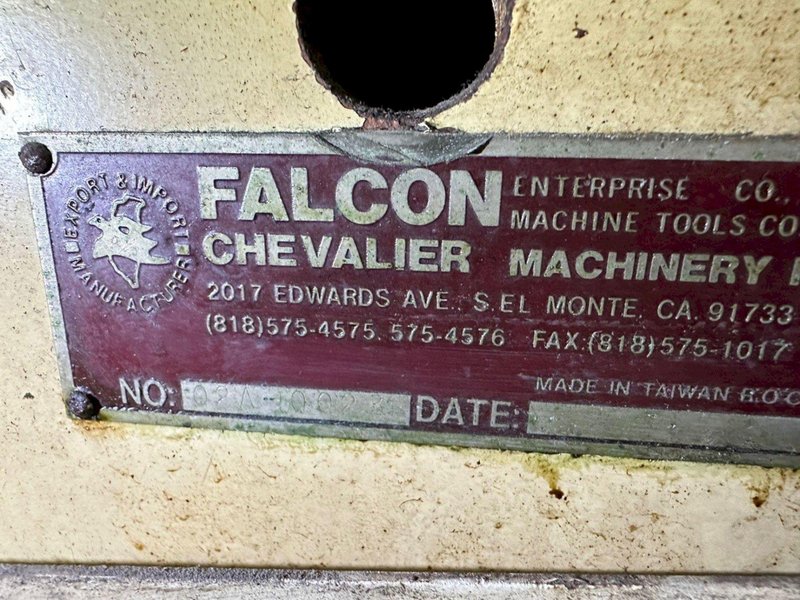 EXPORT & IMPORT
MANUFACTURER
FALCON
ENTERPRISE CO.,
MACHINE TOOLS CO
CHEVALIER MACHINERY
2017 EDWARDS AVE. S.EL MONTE, CA. 91733
(818)575-4575, 575-4576 FAX:(818)575-1017
MADE IN TAIWAN R.O.C
NO:
DATE: